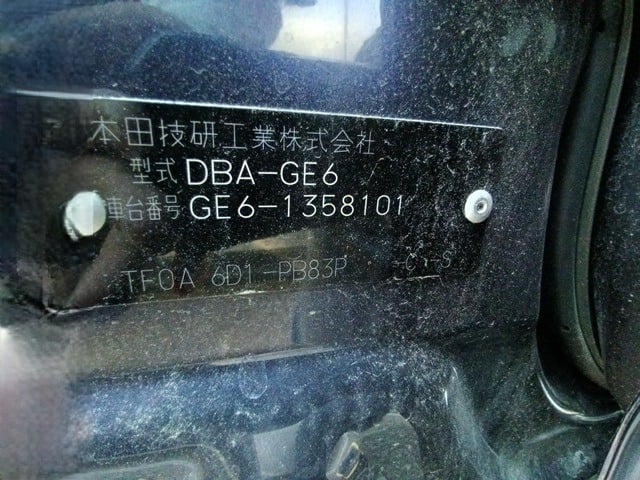 本田技研工業株式会社
型式 DBA-GE6
車台番号 GE6-1358101
TF0A 6D1-PB83P -C -S